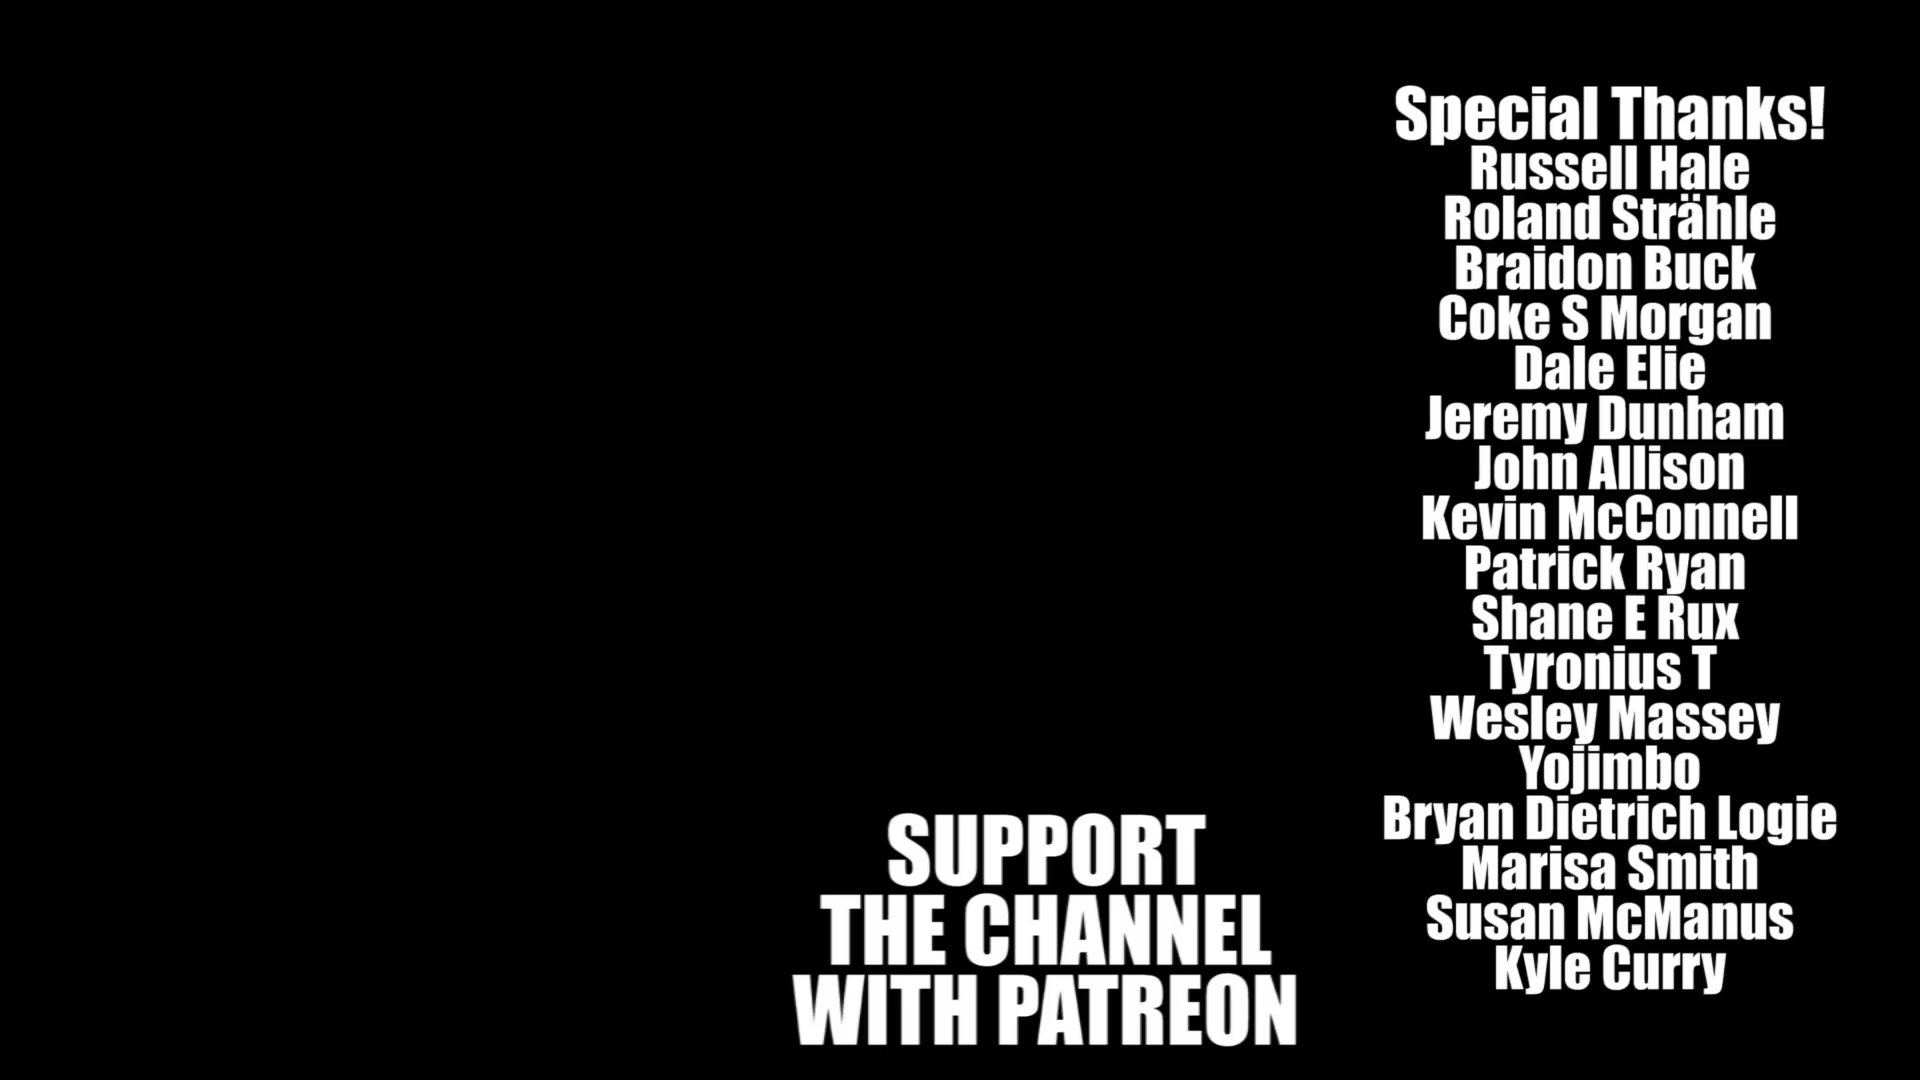 Special Thanks!
Russell Hale
Roland Strähle
Braidon Buck
Coke S Morgan
Dale Elie
Jeremy Dunham
John Allison
Kevin McConnell
Patrick Ryan
Shane E Rux
Tyronius T
Wesley Massey
Yojimbo
Bryan Dietrich Logie
Marisa Smith
Susan McManus
Kyle Curry
SUPPORT
THE CHANNEL
WITH PATREON